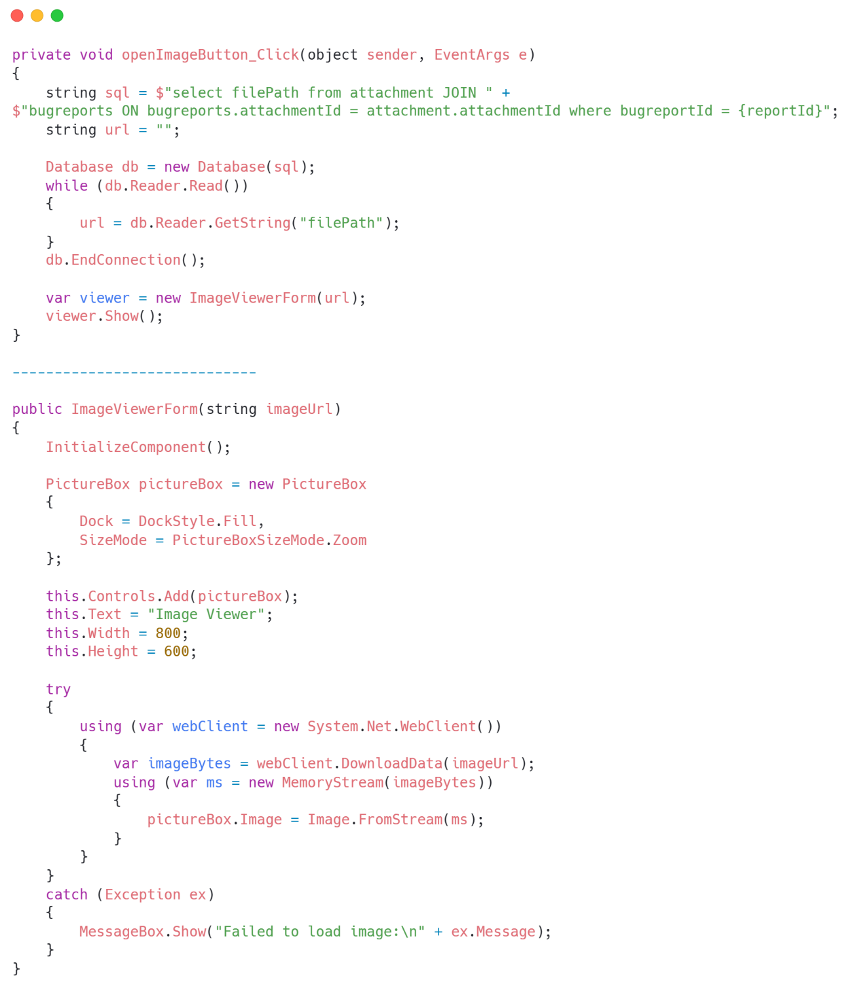 private void openImageButton_Click(object sender, EventArgs e)
{
    string sql = $"select filePath from attachment JOIN " +
$"bugreports ON bugreports.attachmentId = attachment.attachmentId where bugreportId = {reportId}";
    string url = "";

    Database db = new Database(sql);
    while (db.Reader.Read())
    {
        url = db.Reader.GetString("filePath");
    }
    db.EndConnection();

    var viewer = new ImageViewerForm(url);
    viewer.Show();
}

-----------------------------

public ImageViewerForm(string imageUrl)
{
    InitializeComponent();

    PictureBox pictureBox = new PictureBox
    {
        Dock = DockStyle.Fill,
        SizeMode = PictureBoxSizeMode.Zoom
    };

    this.Controls.Add(pictureBox);
    this.Text = "Image Viewer";
    this.Width = 800;
    this.Height = 600;

    try
    {
        using (var webClient = new System.Net.WebClient())
        {
            var imageBytes = webClient.DownloadData(imageUrl);
            using (var ms = new MemoryStream(imageBytes))
            {
                pictureBox.Image = Image.FromStream(ms);
            }
        }
    }
    catch (Exception ex)
    {
        MessageBox.Show("Failed to load image:\n" + ex.Message);
    }
}